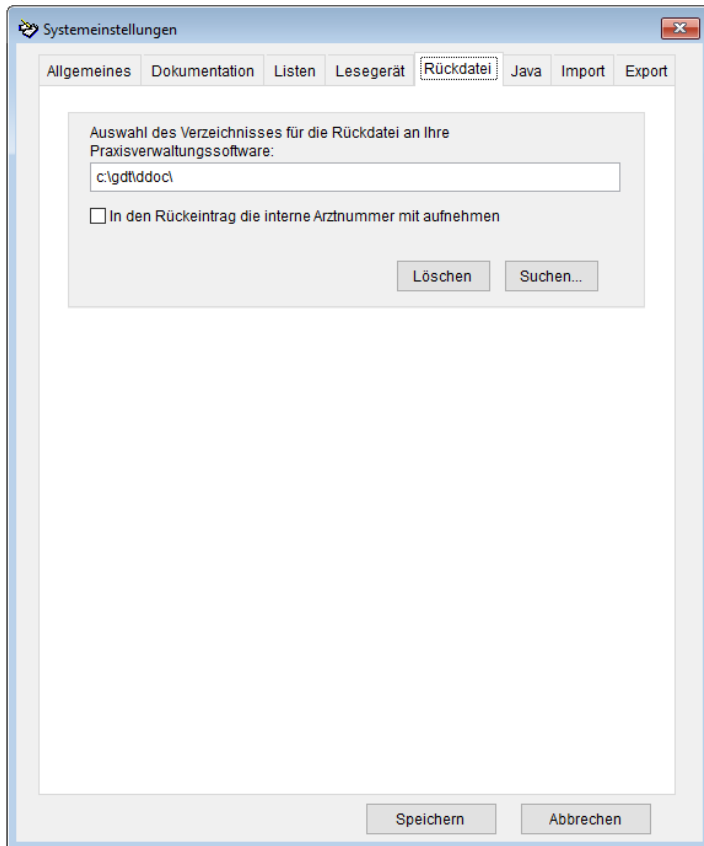 Systemeinstellungen
Allgemeines Dokumentation Listen Lesegerät Rückdatei Java Import Export
Auswahl des Verzeichnisses für die Rückdatei an Ihre
Praxisverwaltungssoftware:
c:\gdt\ddoc\
In den Rückeintrag die interne Arztnummer mit aufnehmen
Löschen Suchen...
Speichern Abbrechen